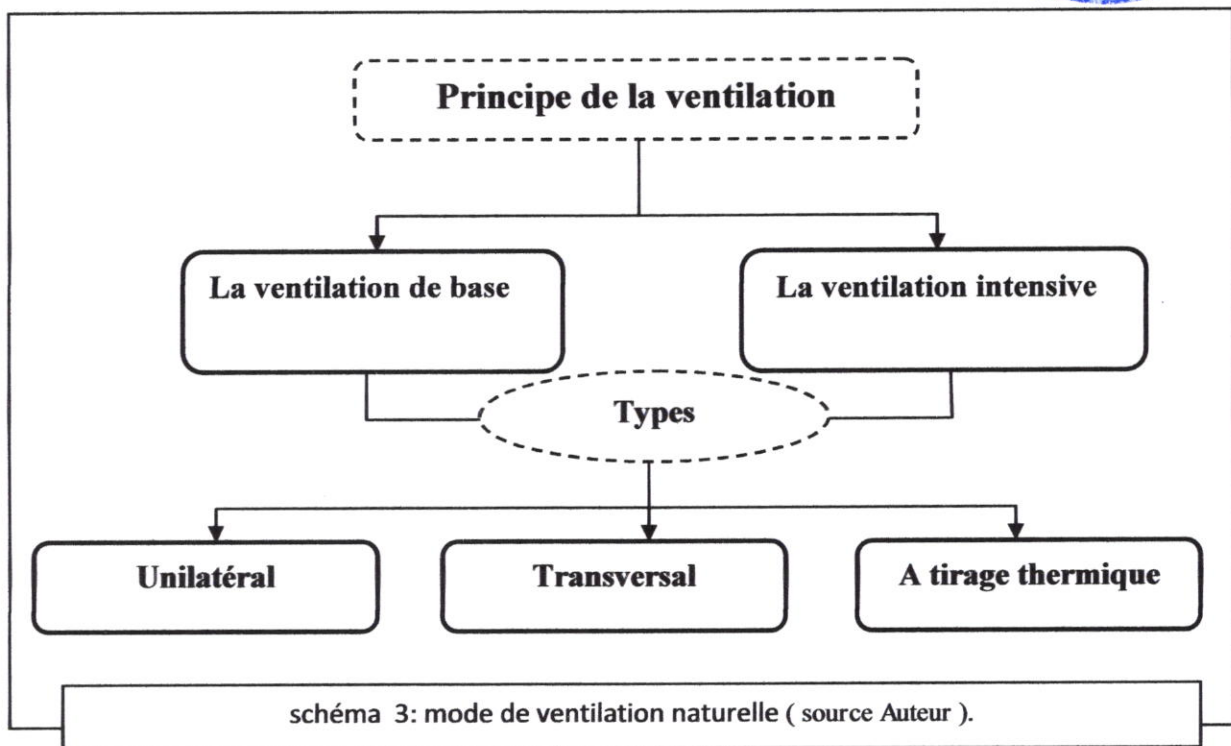 Principe de la ventilation
La ventilation de base
La ventilation intensive
Types
Unilatéral
Transversal
A tirage thermique
schéma 3: mode de ventilation naturelle ( source Auteur ).